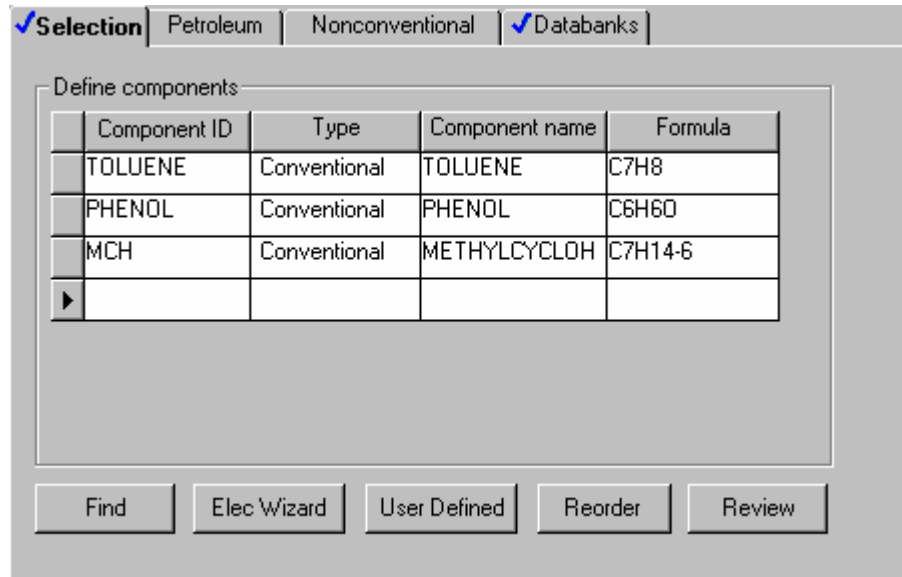 Selection Petroleum Nonconventional Databanks
Define components
Component ID Type Component name Formula
TOLUENE Conventional TOLUENE C7H8
PHENOL Conventional PHENOL C6H6O
MCH Conventional METHYLCYCLOH C7H14-6
Find Elec Wizard User Defined Reorder Review